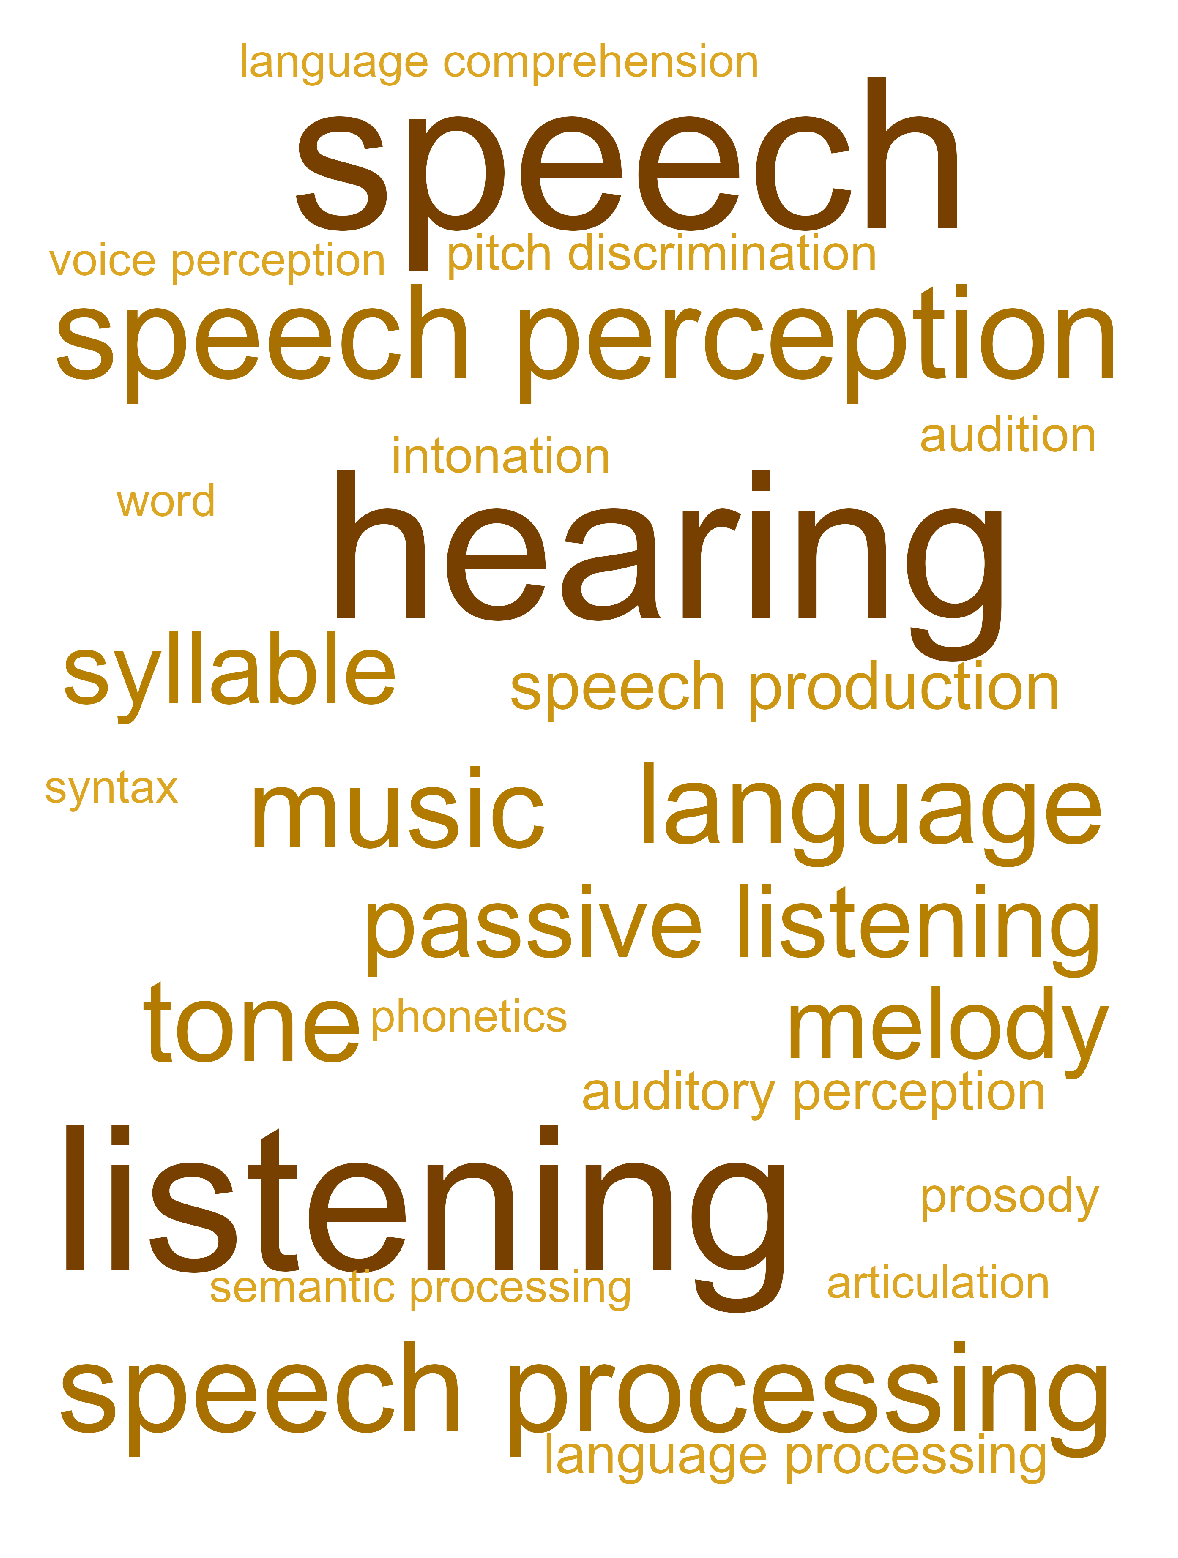 language comprehension
speech
voice perception
pitch discrimination
speech perception
audition
intonation
word
hearing
syllable
speech production
syntax
music
language
passive listening
tone
phonetics
melody
auditory perception
listening
prosody
semantic processing
articulation
speech processing
language processing